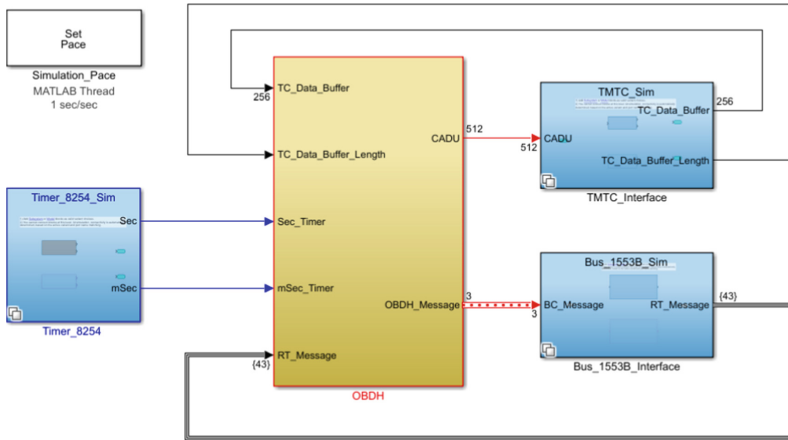 Set
Pace
Simulation_Pace
MATLAB Thread
1 sec/sec
Timer_8254_Sim
Sec
mSec
Timer_8254
TC_Data_Buffer
256
TC_Data_Buffer_Length
Sec_Timer
mSec_Timer
RT_Message
{43}
CADU
512
OBDH_Message
3
OBDH
TMTC_Sim
512
CADU
TC_Data_Buffer
256
TC_Data_Buffer_Length
TMTC_Interface
Bus_1553B_Sim
3
BC_Message
RT_Message
{43}
Bus_1553B_Interface